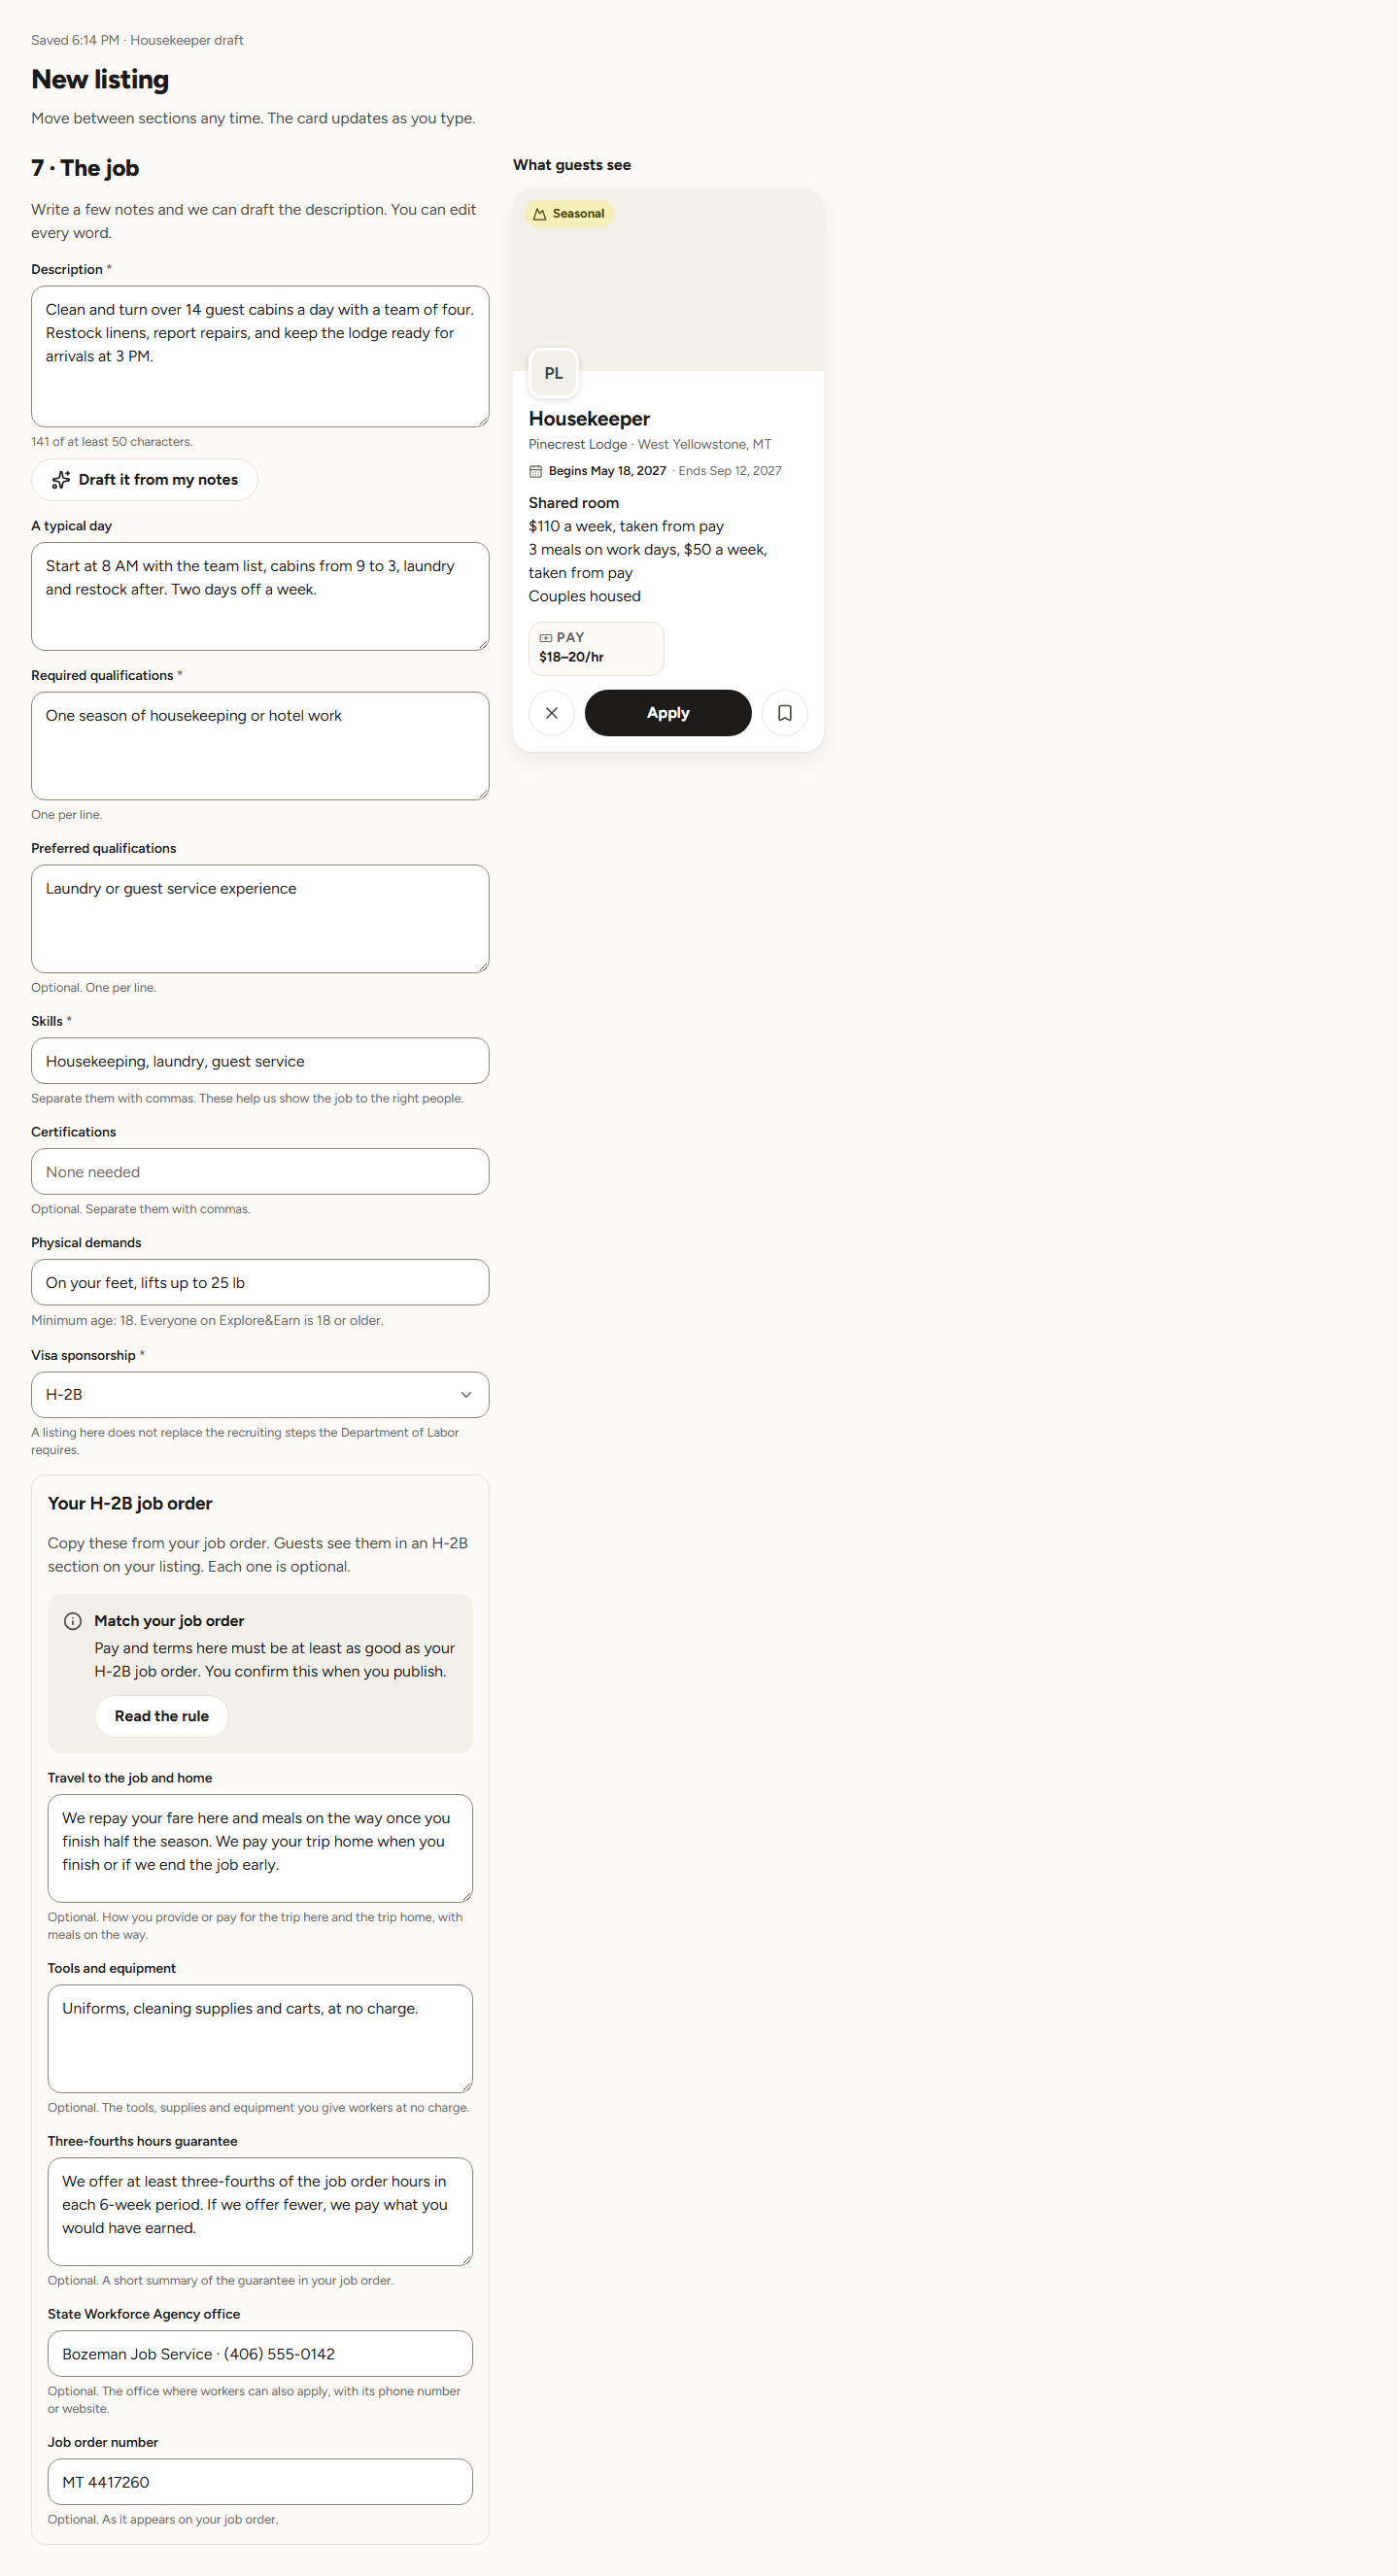 Saved 6:14 PM · Housekeeper draft
New listing
Move between sections any time. The card updates as you type.
7 · The job
Write a few notes and we can draft the description. You can edit
every word.
Description *
Clean and turn over 14 guest cabins a day with a team of four.
Restock linens, report repairs, and keep the lodge ready for
arrivals at 3 PM.
141 of at least 50 characters.
Draft it from my notes
A typical day
Start at 8 AM with the team list, cabins from 9 to 3, laundry
and restock after. Two days off a week.
Required qualifications *
One season of housekeeping or hotel work
One per line.
Preferred qualifications
Laundry or guest service experience
Optional. One per line.
Skills *
Housekeeping, laundry, guest service
Separate them with commas. These help us show the job to the right people.
Certifications
None needed
Optional. Separate them with commas.
Physical demands
On your feet, lifts up to 25 lb
Minimum age: 18. Everyone on Explore&Earn is 18 or older.
Visa sponsorship *
H-2B
A listing here does not replace the recruiting steps the Department of Labor
requires.
Your H-2B job order
Copy these from your job order. Guests see them in an H-2B
section on your listing. Each one is optional.
Match your job order
Pay and terms here must be at least as good as your
H-2B job order. You confirm this when you publish.
Read the rule
Travel to the job and home
We repay your fare here and meals on the way once you
finish half the season. We pay your trip home when you
finish or if we end the job early.
Optional. How you provide or pay for the trip here and the trip home, with
meals on the way.
Tools and equipment
Uniforms, cleaning supplies and carts, at no charge.
Optional. The tools, supplies and equipment you give workers at no charge.
Three-fourths hours guarantee
We offer at least three-fourths of the job order hours in
each 6-week period. If we offer fewer, we pay what you
would have earned.
Optional. A short summary of the guarantee in your job order.
State Workforce Agency office
Bozeman Job Service · (406) 555-0142
Optional. The office where workers can also apply, with its phone number
or website.
Job order number
MT 4417260
Optional. As it appears on your job order.
What guests see
Seasonal
PL
Housekeeper
Pinecrest Lodge · West Yellowstone, MT
Begins May 18, 2027 · Ends Sep 12, 2027
Shared room
$110 a week, taken from pay
3 meals on work days, $50 a week,
taken from pay
Couples housed
PAY
$18–20/hr
Apply